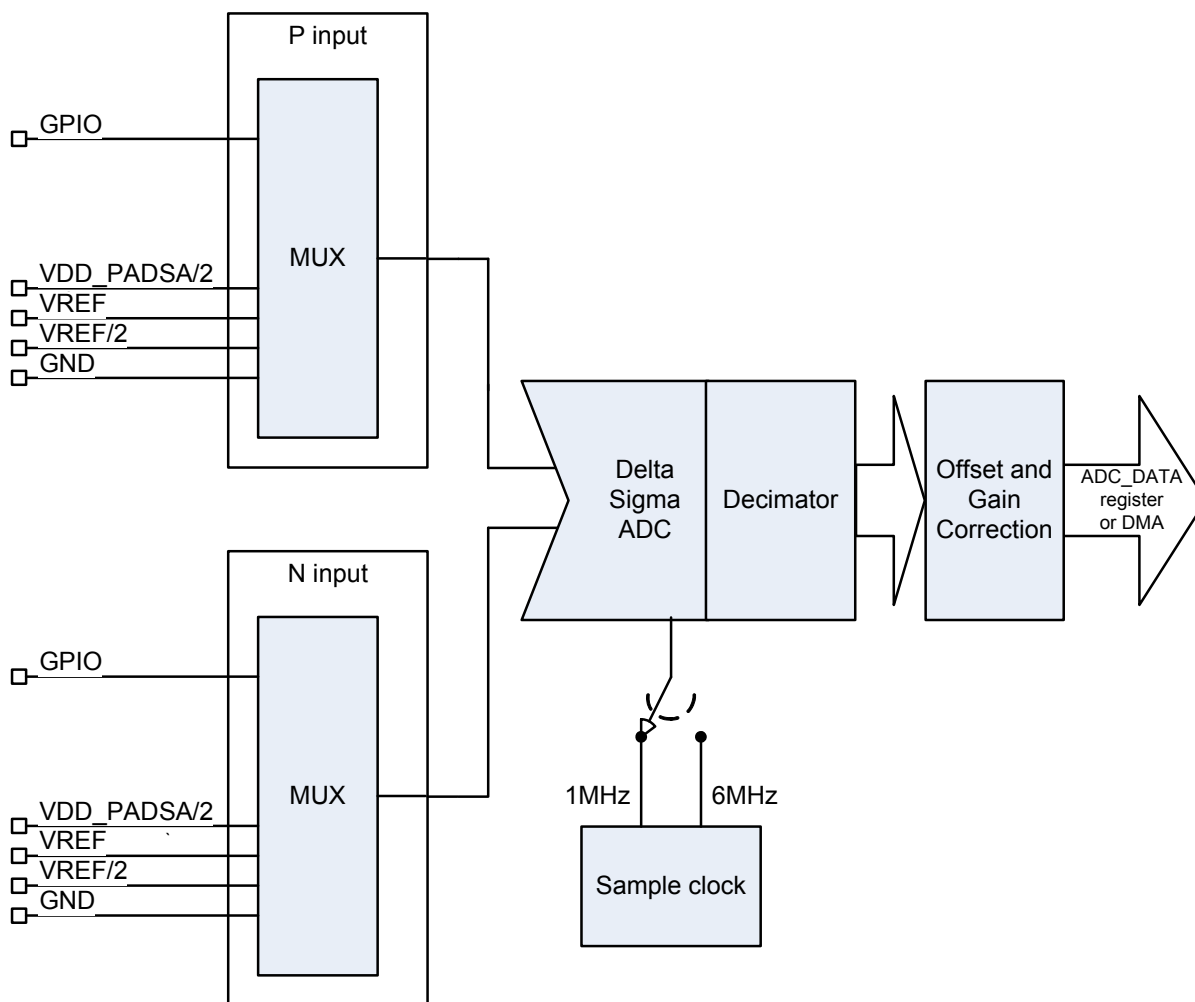 P input
GPIO
VDD_PADSA/2
VREF
VREF/2
GND
MUX
N input
GPIO
VDD_PADSA/2
VREF
VREF/2
GND
MUX
Delta
Sigma
ADC
Decimator
Offset and
Gain
Correction
ADC_DATA
register
or DMA
1MHz
6MHz
Sample clock